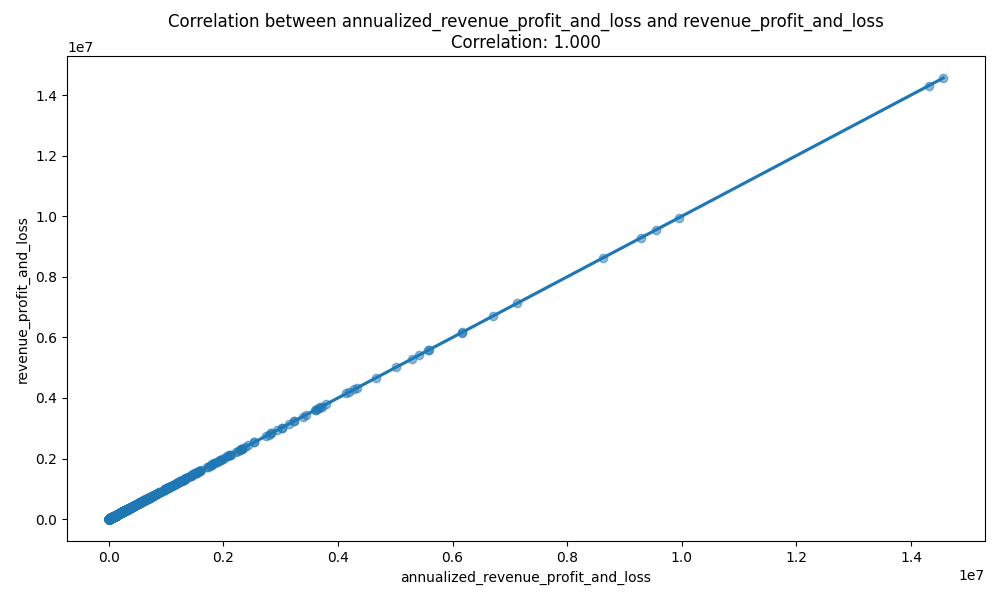 Correlation between annualized_revenue_profit_and_loss and revenue_profit_and_loss
Correlation: 1.000
1e7
1.4
1.2
1.0
0.8
0.6
0.4
0.2
0.0
revenue_profit_and_loss
0.0 0.2 0.4 0.6 0.8 1.0 1.2 1.4
1e7
annualized_revenue_profit_and_loss